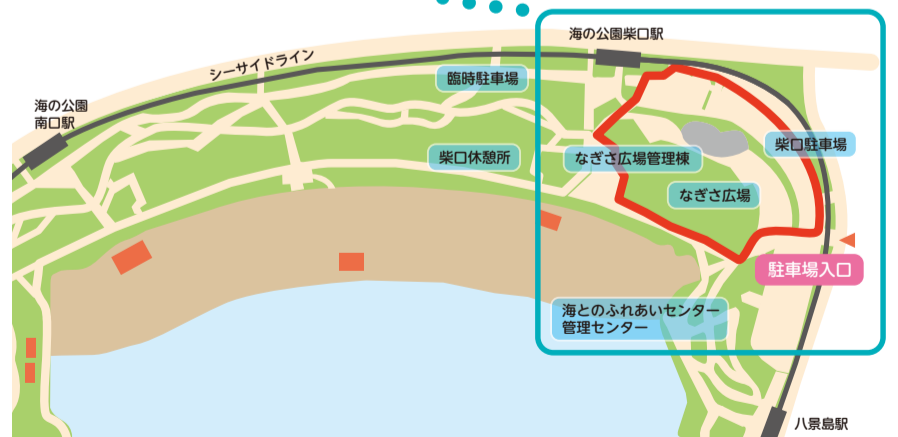 海の公園柴口駅
シーサイドライン
臨時駐車場
海の公園
南口駅
柴口駐車場
柴口休憩所
なぎさ広場管理棟
なぎさ広場
駐車場入口
海とのふれあいセンター
管理センター
八景島駅